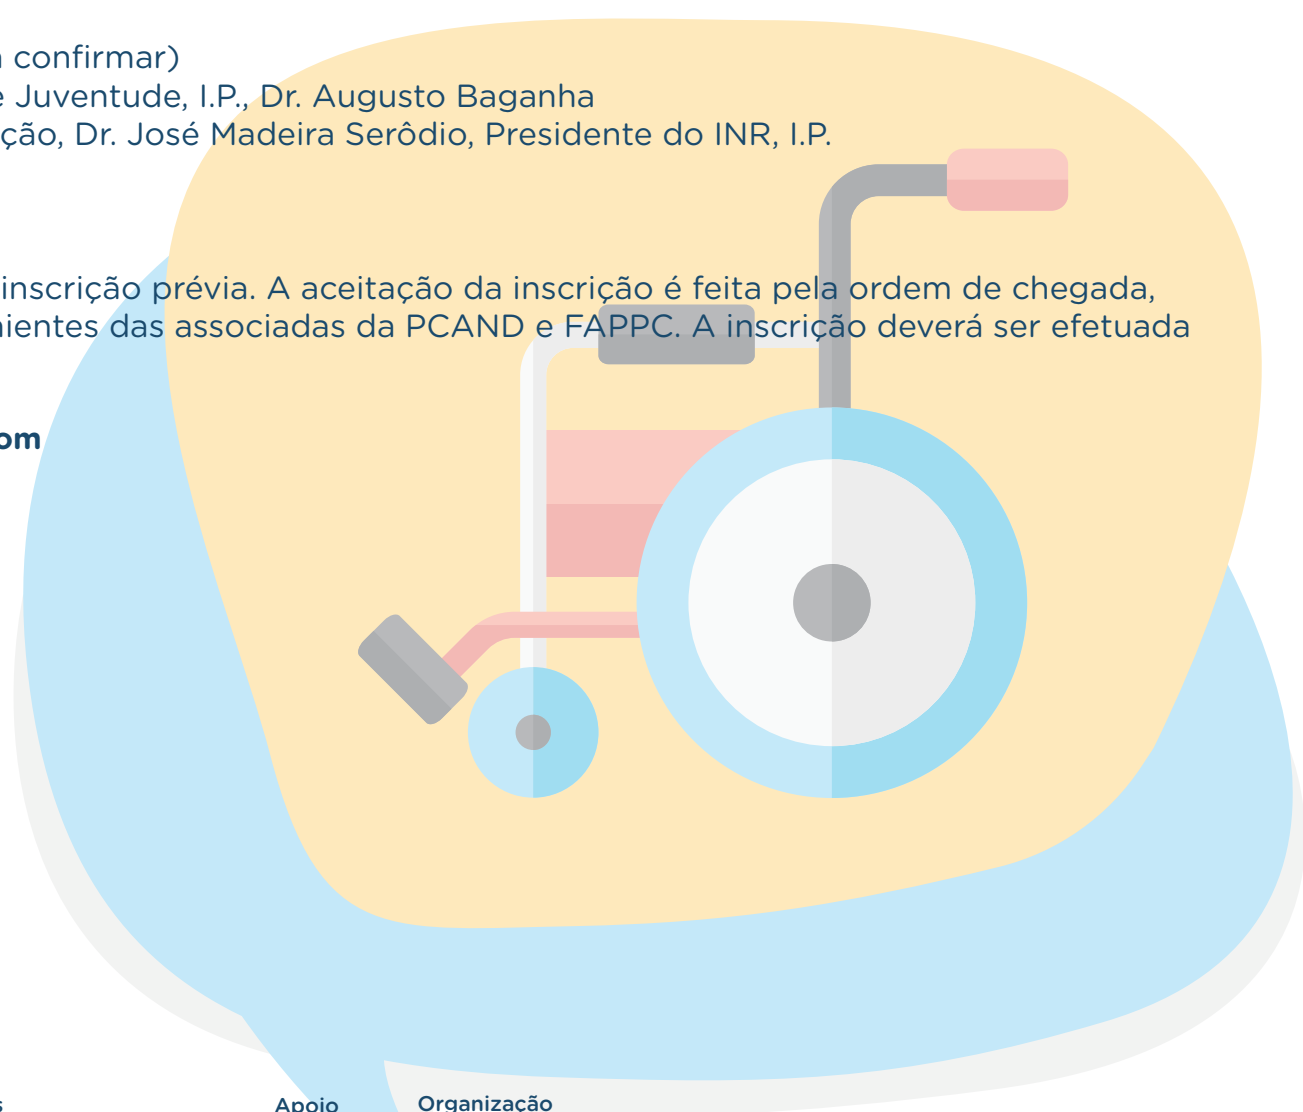 confirmar)
Juventude, I.P., Dr. Augusto Baganha
ção, Dr. José Madeira Serôdio, Presidente do INR, I.P.
inscrição prévia. A aceitação da inscrição é feita pela ordem de chegada,
nientes das associadas da PCAND e FAPPC. A inscrição deverá ser efetuada
om
s
Apoio
Organização